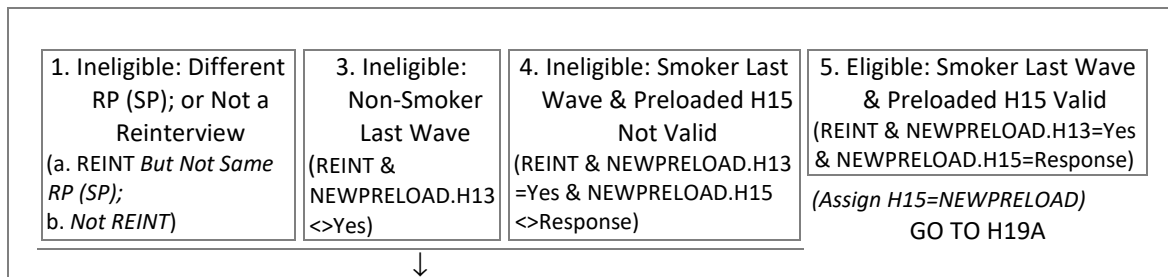 1. Ineligible: Different
RP (SP); or Not a
Reinterview
(a. REINT But Not Same
RP (SP);
b. Not REINT)
3. Ineligible:
Non-Smoker
Last Wave
(REINT &
NEWPRELOAD.H13
<>Yes)
4. Ineligible: Smoker Last
Wave & Preloaded H15
Not Valid
(REINT & NEWPRELOAD.H13
=Yes & NEWPRELOAD.H15
<>Response)
5. Eligible: Smoker Last Wave
& Preloaded H15 Valid
(REINT & NEWPRELOAD.H13=Yes
& NEWPRELOAD.H15=Response)
(Assign H15=NEWPRELOAD)
GO TO H19A
↓